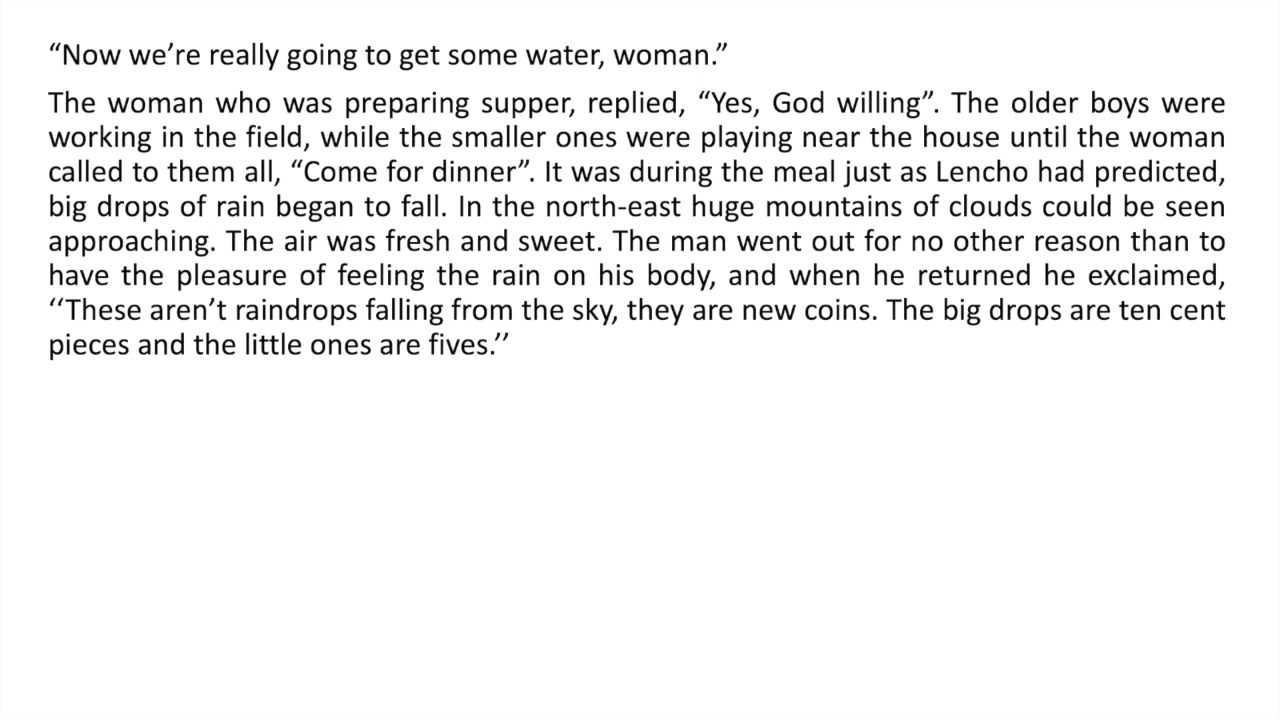 “Now we’re really going to get some water, woman.”
The woman who was preparing supper, replied, “Yes, God willing”. The older boys were
working in the field, while the smaller ones were playing near the house until the woman
called to them all, “Come for dinner”. It was during the meal just as Lencho had predicted,
big drops of rain began to fall. In the north-east huge mountains of clouds could be seen
approaching. The air was fresh and sweet. The man went out for no other reason than to
have the pleasure of feeling the rain on his body, and when he returned he exclaimed,
‘‘These aren’t raindrops falling from the sky, they are new coins. The big drops are ten cent
pieces and the little ones are fives.’’